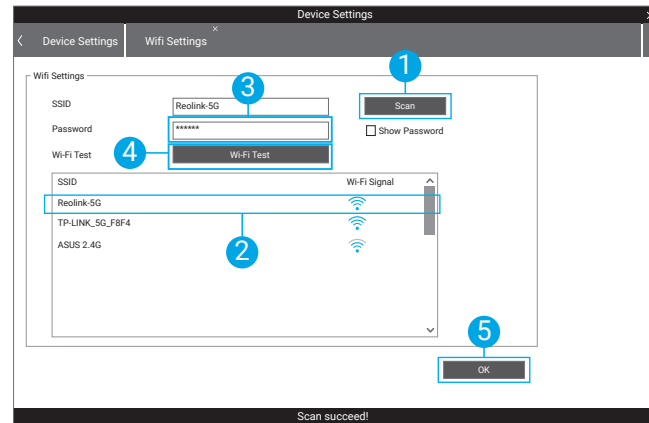 Device Settings
Device Settings
Wifi Settings
×
1
Wifi Settings
3
SSID
Reolink-5G
Scan
Password
******
Show Password
4
Wi-Fi Test
Wi-Fi Test
SSID
Wi-Fi Signal
Reolink-5G
TP-LINK_5G_F8F4
2
ASUS 2.4G
5
OK
Scan succeed!